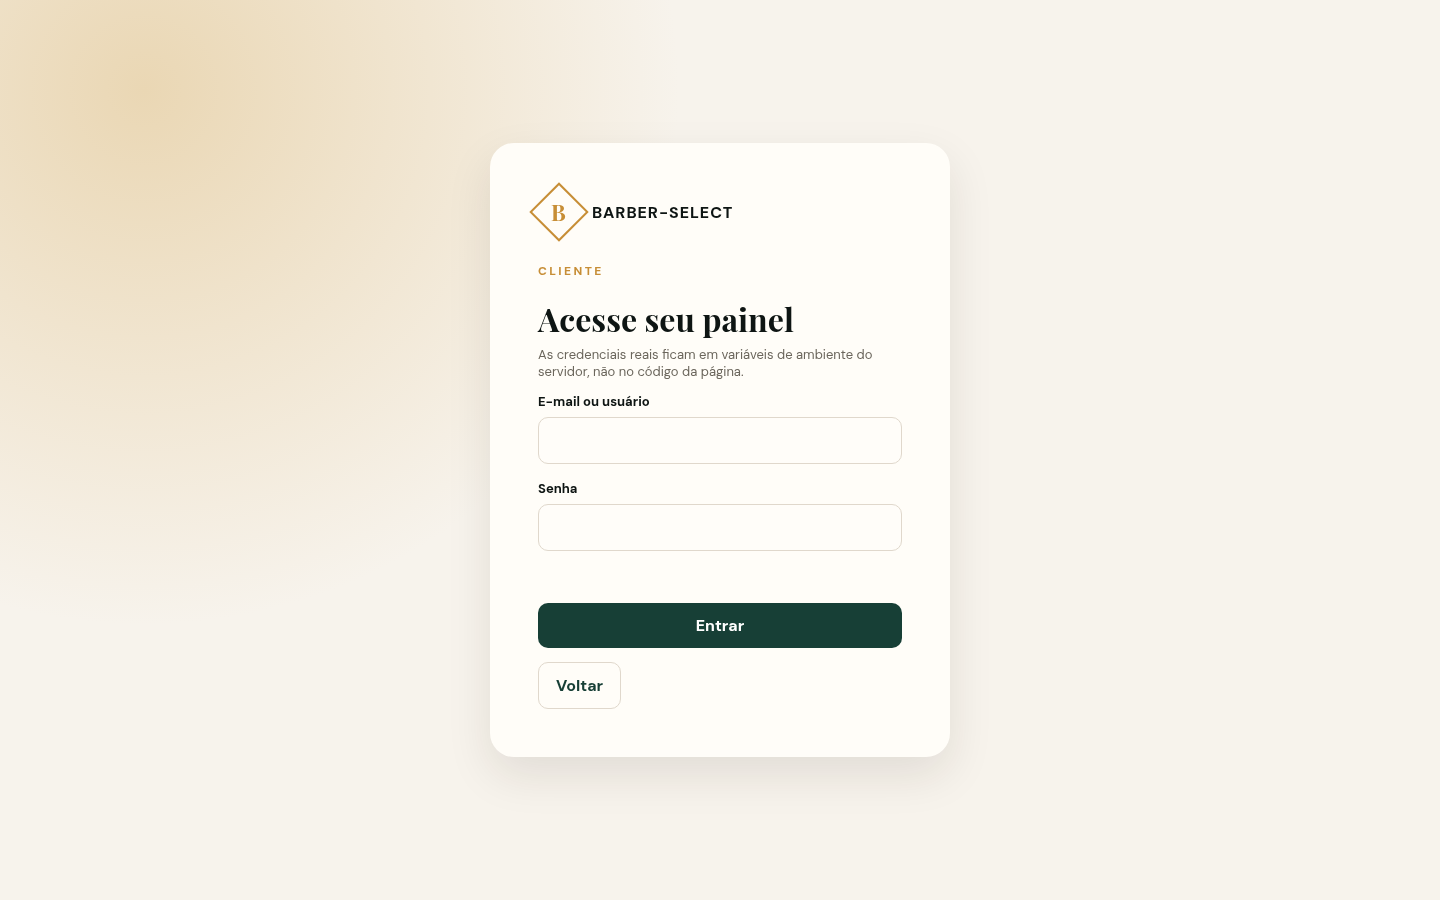 B
BARBER-SELECT
CLIENTE
Acesse seu painel
As credenciais reais ficam em variáveis de ambiente do
servidor, não no código da página.
E-mail ou usuário
Senha
Entrar
Voltar